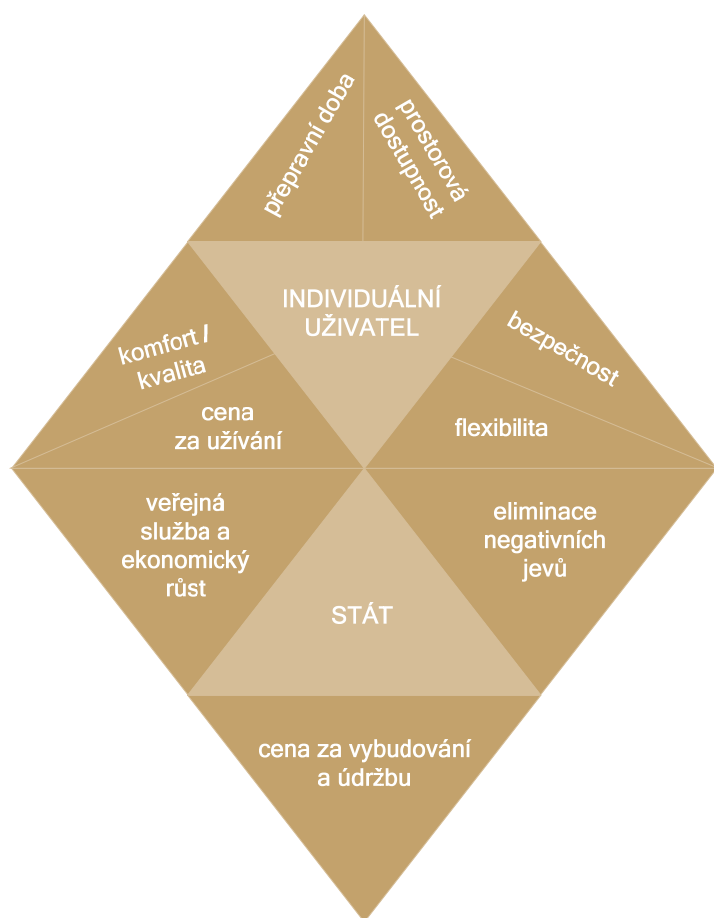 přepravní doba
prostorová
dostupnost
INDIVIDUÁLNÍ
UŽIVATEL
komfort /
kvalita
bezpečnost
cena
za užívání
flexibilita
veřejná
služba a
ekonomický
růst
eliminace
negativních
jevů
STÁT
cena za vybudování
a údržbu